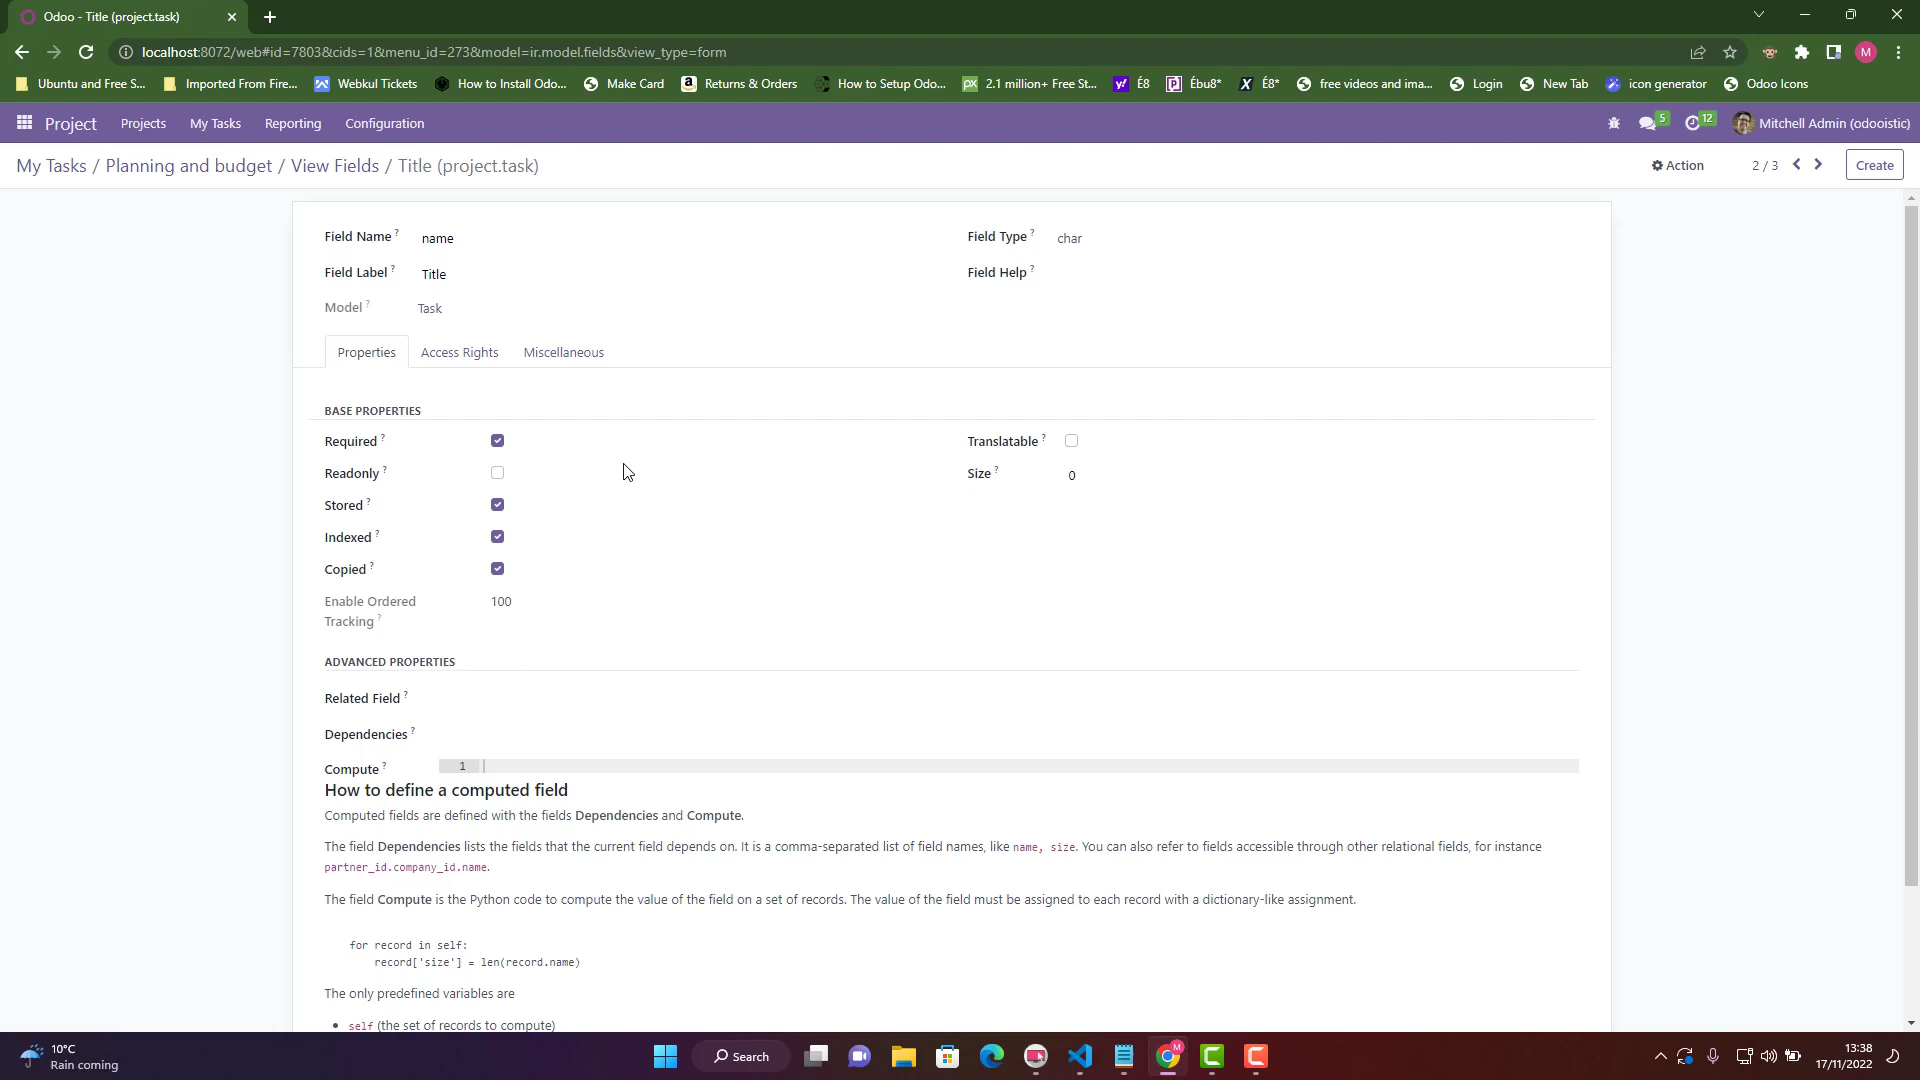 Odoo - Title (project.task)
localhost:8072/web#id=7803&cids=1&menu_id=273&model=ir.model.fields&view_type=form
M
Ubuntu and Free S...
Imported From Fire...
Webkul Tickets
How to Install Odo...
Make Card
Returns & Orders
How to Setup Odo...
2.1 million+ Free St...
É8
Ébu8*
É8*
free videos and ima...
Login
New Tab
icon generator
Odoo Icons
Project
Projects
My Tasks
Reporting
Configuration
5
12
Mitchell Admin (odooistic)
My Tasks / Planning and budget / View Fields / Title (project.task)
Action
2 / 3
Create
Field Name ?
name
Field Type ?
char
Field Label ?
Title
Field Help ?
Model ?
Task
Properties
Access Rights
Miscellaneous
BASE PROPERTIES
Required ?
Translatable ?
Readonly ?
Size ?
0
Stored ?
Indexed ?
Copied ?
Enable Ordered
Tracking ?
100
ADVANCED PROPERTIES
Related Field ?
Dependencies ?
Compute ?
1
How to define a computed field
Computed fields are defined with the fields Dependencies and Compute.
The field Dependencies lists the fields that the current field depends on. It is a comma-separated list of field names, like name, size. You can also refer to fields accessible through other relational fields, for instance
partner_id.company_id.name.
The field Compute is the Python code to compute the value of the field on a set of records. The value of the field must be assigned to each record with a dictionary-like assignment.
for record in self:
record['size'] = len(record.name)
The only predefined variables are
• self (the set of records to compute)
10°C
Rain coming
Search
M
13:38
17/11/2022